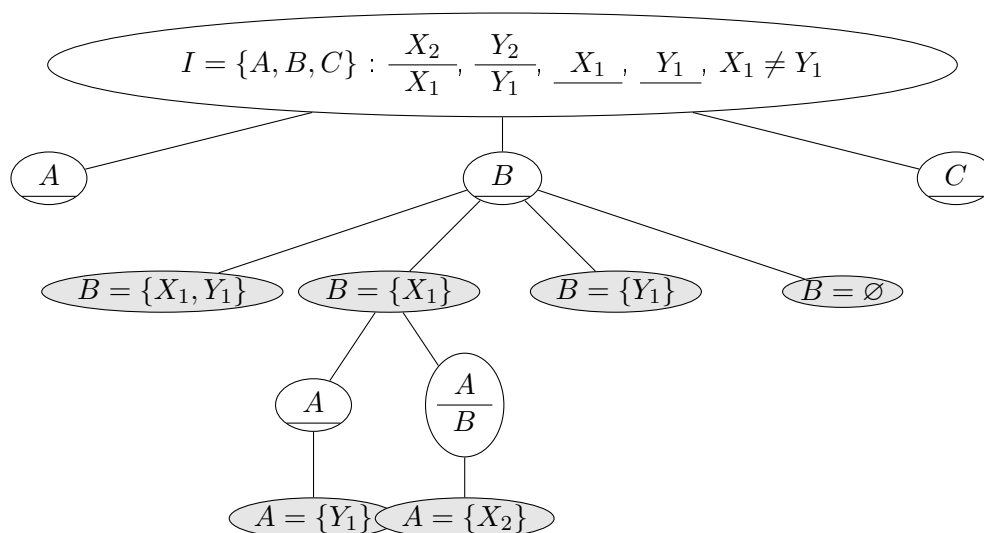 I = {A, B, C} : X₂/X₁, Y₂/Y₁, X₁, Y₁, X₁ ≠ Y₁
A B C
B = {X₁, Y₁} B = {X₁} B = {Y₁} B = ∅
A A/B
A = {Y₁} A = {X₂}